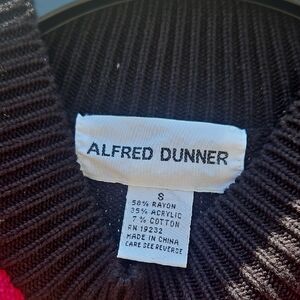 ALFRED DUNNER
S
58% RAYON
35% ACRYLIC
7% COTTON
RN 19232
MADE IN CHINA
CARE SEE REVERSE